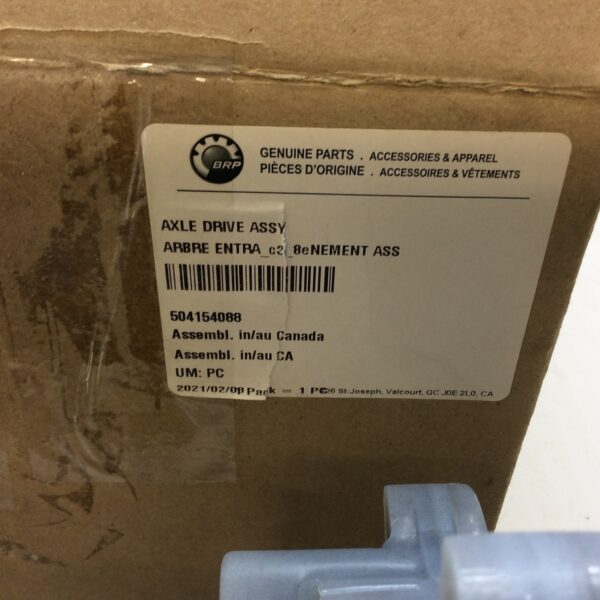 BRP
GENUINE PARTS . ACCESSORIES & APPAREL
PIÈCES D'ORIGINE . ACCESSOIRES & VÊTEMENTS
AXLE DRIVE ASSY
ARBRE ENTRA_c3_8eNEMENT ASS
504154088
Assembl. in/au Canada
Assembl. in/au CA
UM: PC
2021/02/09 Pack = 1 PC 26 St-Joseph, Valcourt, QC J0E 2L0, CA